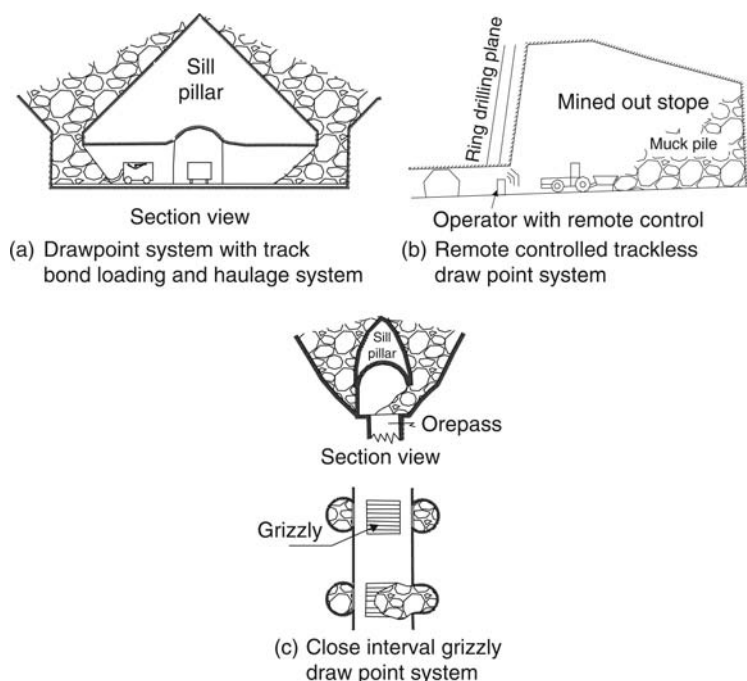 Sill
pillar
Section view
(a) Drawpoint system with track
bond loading and haulage system
Ring drilling plane
Mined out stope
Muck pile
Operator with remote control
(b) Remote controlled trackless
draw point system
Sill
pillar
Orepass
Section view
Grizzly
(c) Close interval grizzly
draw point system